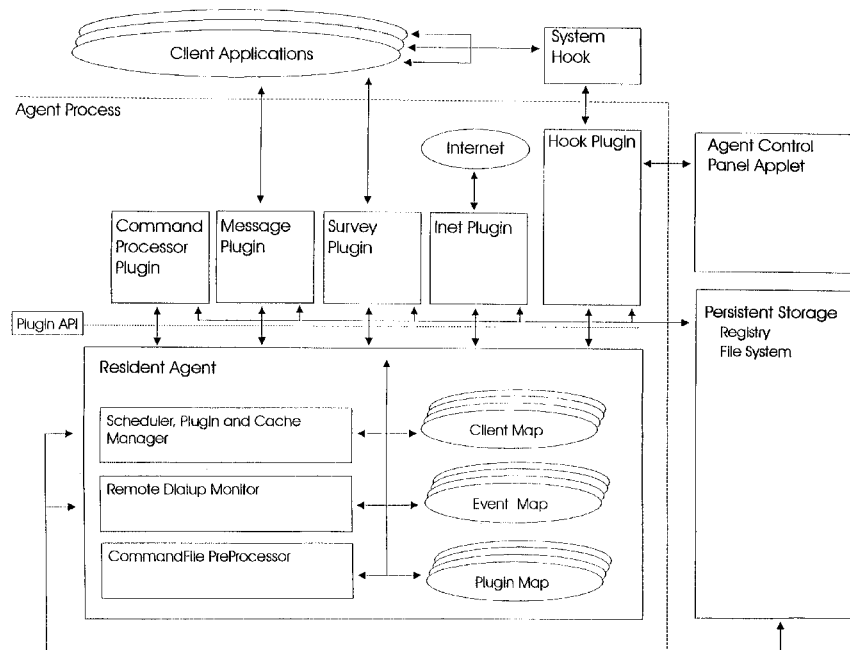 Client Applications
System
Hook
Agent Process
Internet
Hook Plugin
Agent Control
Panel Applet
Command
Processor
Plugin
Message
Plugin
Survey
Plugin
Inet Plugin
Plugin API
Persistent Storage
Registry
File System
Resident Agent
Scheduler, Plugin and Cache
Manager
Client Map
Remote Dialup Monitor
Event Map
CommandFile PreProcessor
Plugin Map